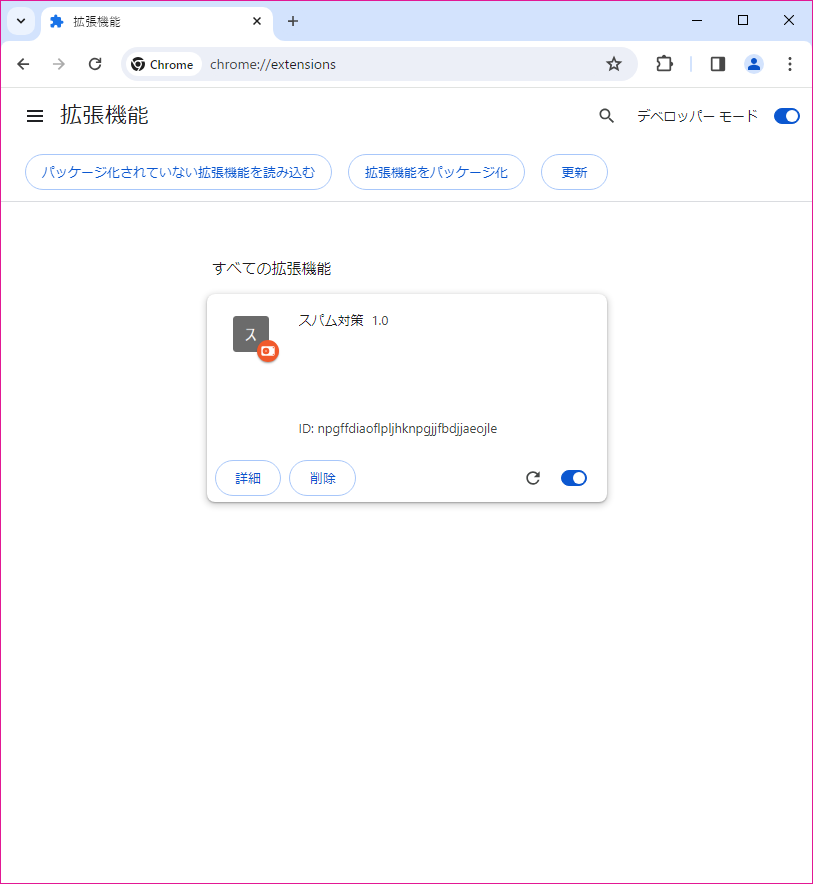 拡張機能
Chrome chrome://extensions
拡張機能 デベロッパー モード
パッケージ化されていない拡張機能を読み込む 拡張機能をパッケージ化 更新
すべての拡張機能
ス スパム対策 1.0
ID: npgffdiaoflpljhknpgjjfbdjjaeojle
詳細 削除